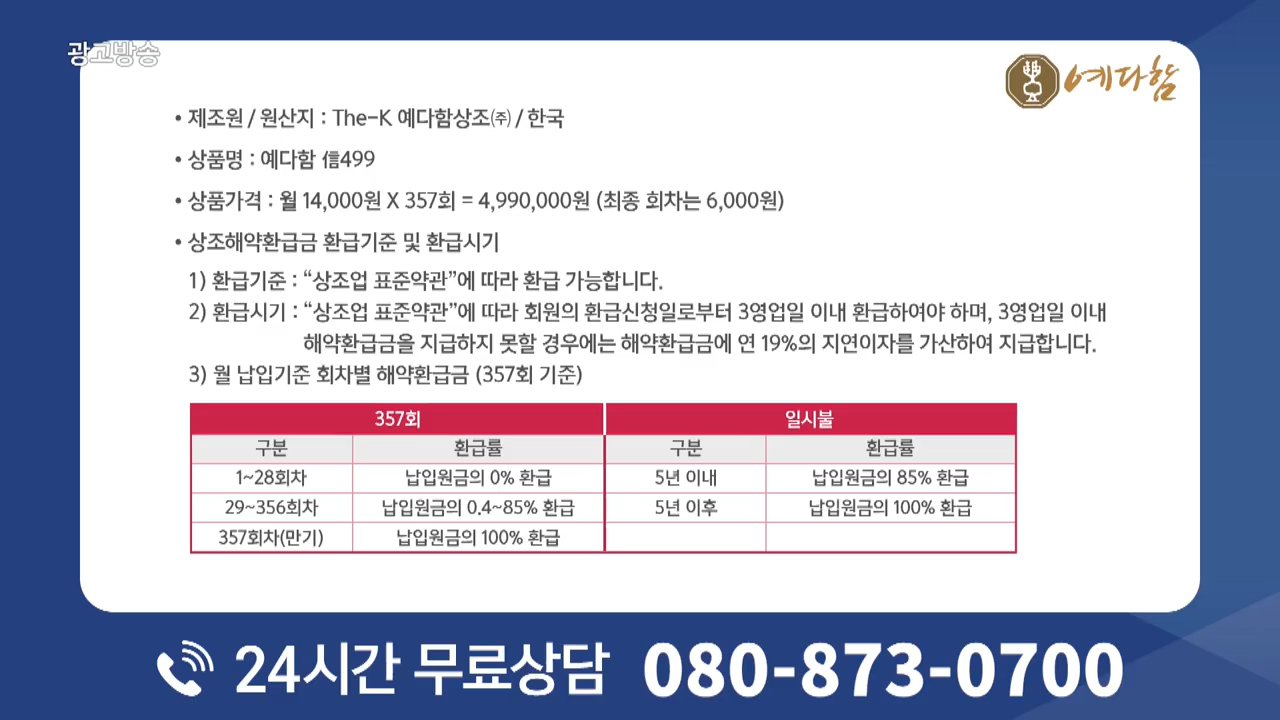 광고방송
예다함
• 제조원 / 원산지 : The-K 예다함상조㈜ / 한국
• 상품명 : 예다함 信499
• 상품가격 : 월 14,000원 X 357회 = 4,990,000원 (최종 회차는 6,000원)
• 상조해약환급금 환급기준 및 환급시기
1) 환급기준 : “상조업 표준약관”에 따라 환급 가능합니다.
2) 환급시기 : “상조업 표준약관”에 따라 회원의 환급신청일로부터 3영업일 이내 환급하여야 하며, 3영업일 이내
해약환급금을 지급하지 못할 경우에는 해약환급금에 연 19%의 지연이자를 가산하여 지급합니다.
3) 월 납입기준 회차별 해약환급금 (357회 기준)
357회 일시불
구분 환급률 구분 환급률
1~28회차 납입원금의 0% 환급 5년 이내 납입원금의 85% 환급
29~356회차 납입원금의 0.4~85% 환급 5년 이후 납입원금의 100% 환급
357회차(만기) 납입원금의 100% 환급
24시간 무료상담 080-873-0700